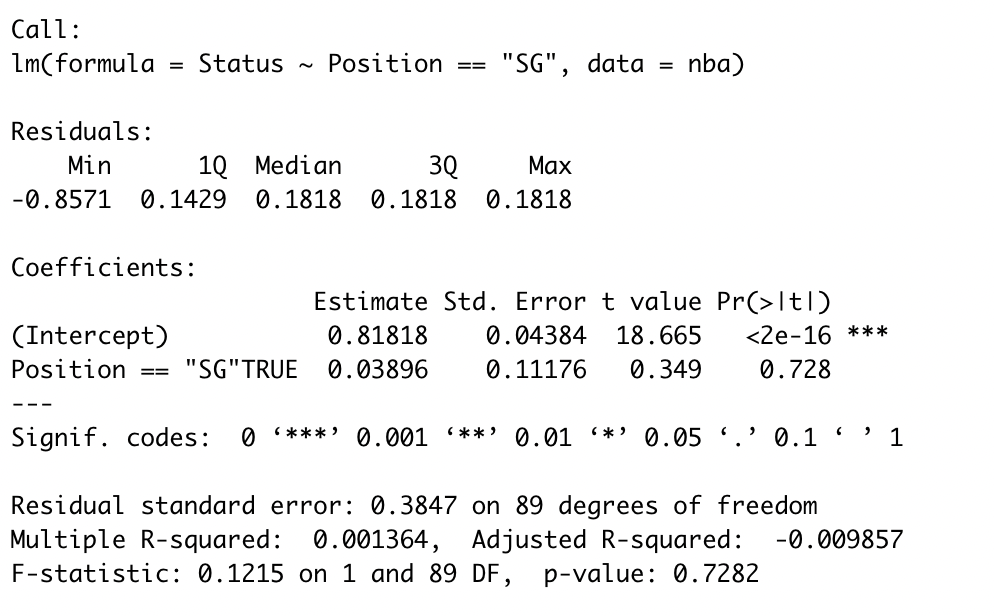 Call:
lm(formula = Status ~ Position == "SG", data = nba)
Residuals:
Min 1Q Median 3Q Max
-0.8571 0.1429 0.1818 0.1818 0.1818
Coefficients:
Estimate Std. Error t value Pr(>|t|)
(Intercept) 0.81818 0.04384 18.665 <2e-16 ***
Position == "SG"TRUE 0.03896 0.11176 0.349 0.728
---
Signif. codes: 0 ‘***’ 0.001 ‘**’ 0.01 ‘*’ 0.05 ‘.’ 0.1 ‘ ’ 1
Residual standard error: 0.3847 on 89 degrees of freedom
Multiple R-squared: 0.001364, Adjusted R-squared: -0.009857
F-statistic: 0.1215 on 1 and 89 DF, p-value: 0.7282